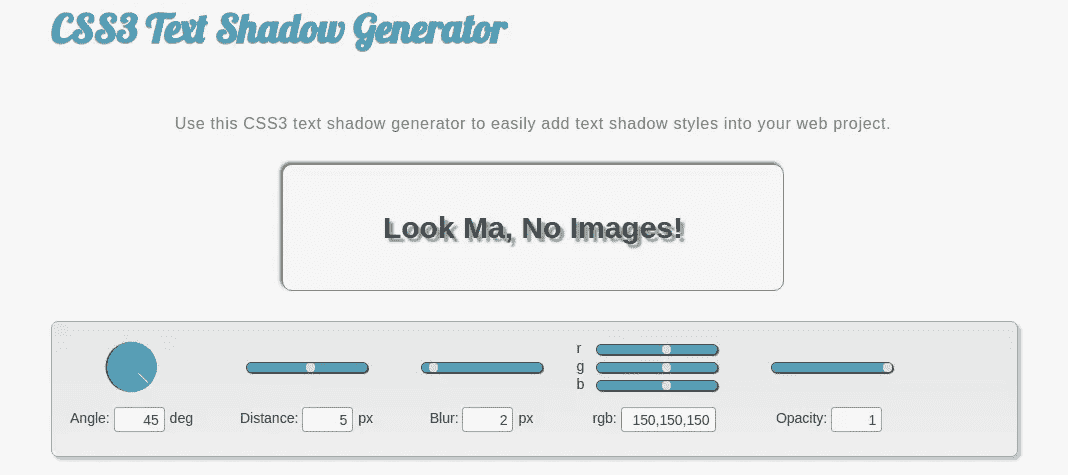 CSS3 Text Shadow Generator
Use this CSS3 text shadow generator to easily add text shadow styles into your web project.
Look Ma, No Images!
r
g
b
Angle: 45 deg Distance: 5 px Blur: 2 px rgb: 150,150,150 Opacity: 1